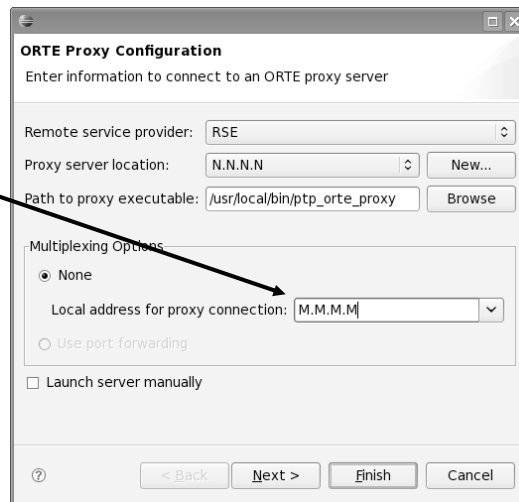 ORTE Proxy Configuration
Enter information to connect to an ORTE proxy server
Remote service provider: RSE
Proxy server location: N.N.N.N New...
Path to proxy executable: /usr/local/bin/ptp_orte_proxy Browse
Multiplexing Options
None
Local address for proxy connection: M.M.M.M
Use port forwarding
Launch server manually
? < Back Next > Finish Cancel